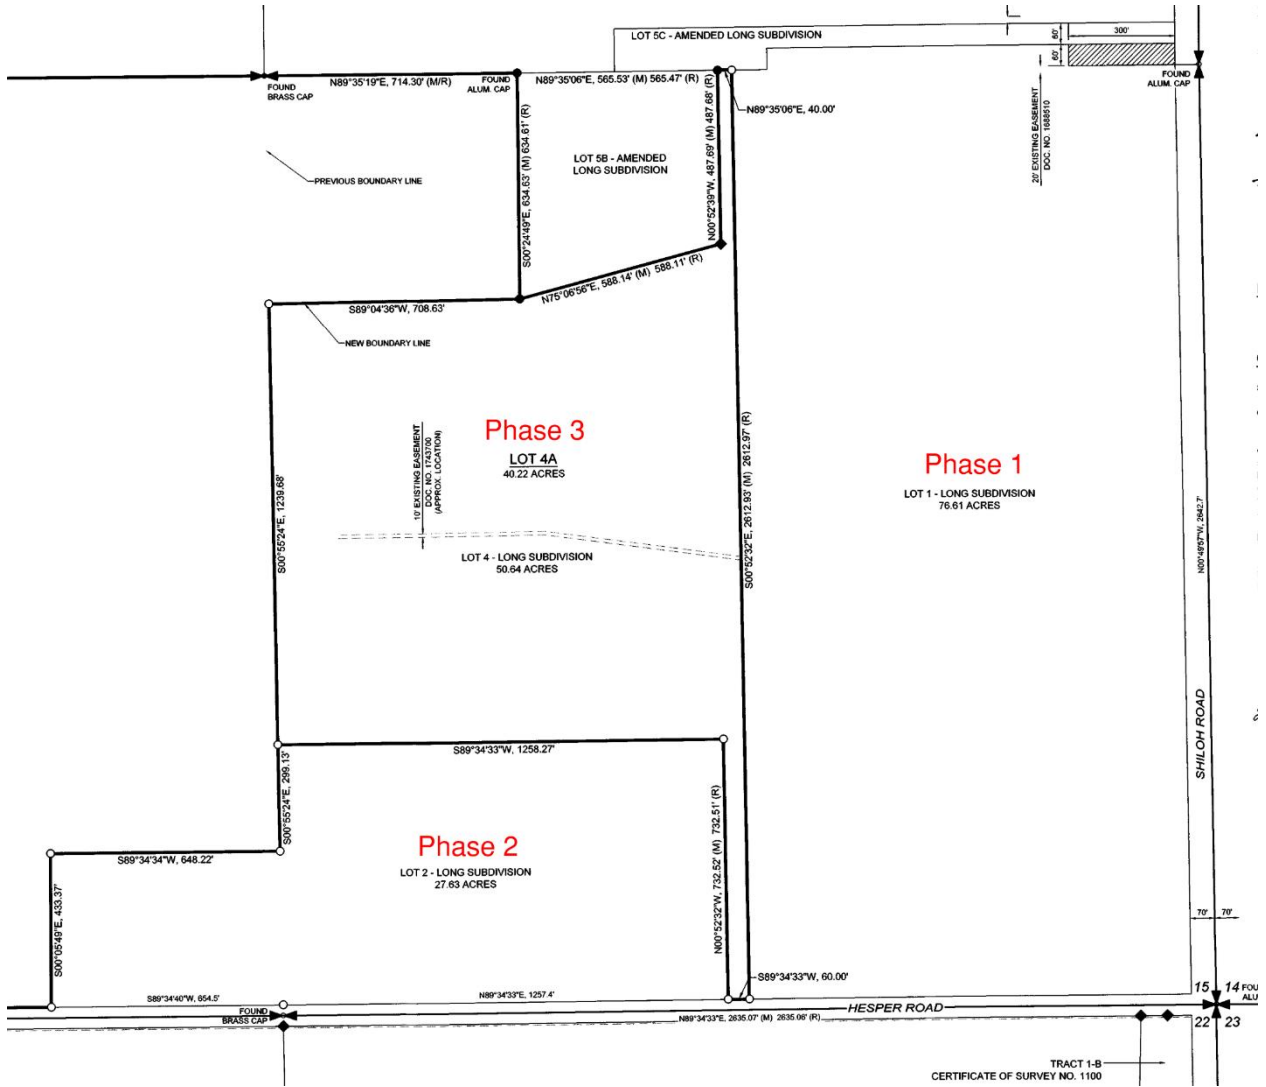 LOT 5C - AMENDED LONG SUBDIVISION
60'
300'
60'
FOUND
BRASS CAP
N89°35'19"E, 714.30' (M/R)
FOUND
ALUM. CAP
N89°35'06"E, 565.53' (M) 565.47' (R)
N89°35'06"E, 40.00'
FOUND
ALUM. CAP
20' EXISTING EASEMENT
DOC. NO. 1688510
PREVIOUS BOUNDARY LINE
S00°24'49"E, 634.63' (M) 634.61' (R)
LOT 5B - AMENDED
LONG SUBDIVISION
N00°52'39"W, 487.69' (M) 487.68' (R)
N75°06'56"E, 588.14' (M) 588.11' (R)
S89°04'36"W, 708.63'
NEW BOUNDARY LINE
Phase 3
LOT 4A
40.22 ACRES
10' EXISTING EASEMENT
DOC. NO. 1743700
(APPROX. LOCATION)
S00°55'24"E, 1239.68'
LOT 4 - LONG SUBDIVISION
50.64 ACRES
S00°52'32"E, 2612.93' (M) 2612.97' (R)
Phase 1
LOT 1 - LONG SUBDIVISION
76.61 ACRES
N00°49'57"W, 2642.7'
SHILOH ROAD
S89°34'33"W, 1258.27'
S00°55'24"E, 299.13'
S89°34'34"W, 648.22'
Phase 2
LOT 2 - LONG SUBDIVISION
27.63 ACRES
N00°52'32"W, 732.52' (M) 732.51' (R)
S00°05'49"E, 433.37'
70' 70'
S89°34'33"W, 60.00'
S89°34'40"W, 654.5'
N89°34'33"E, 1257.4'
FOUND
BRASS CAP
HESPER ROAD
N89°34'33"E, 2635.07' (M) 2635.06' (R)
15 14
FOU
ALU
22 23
TRACT 1-B
CERTIFICATE OF SURVEY NO. 1100